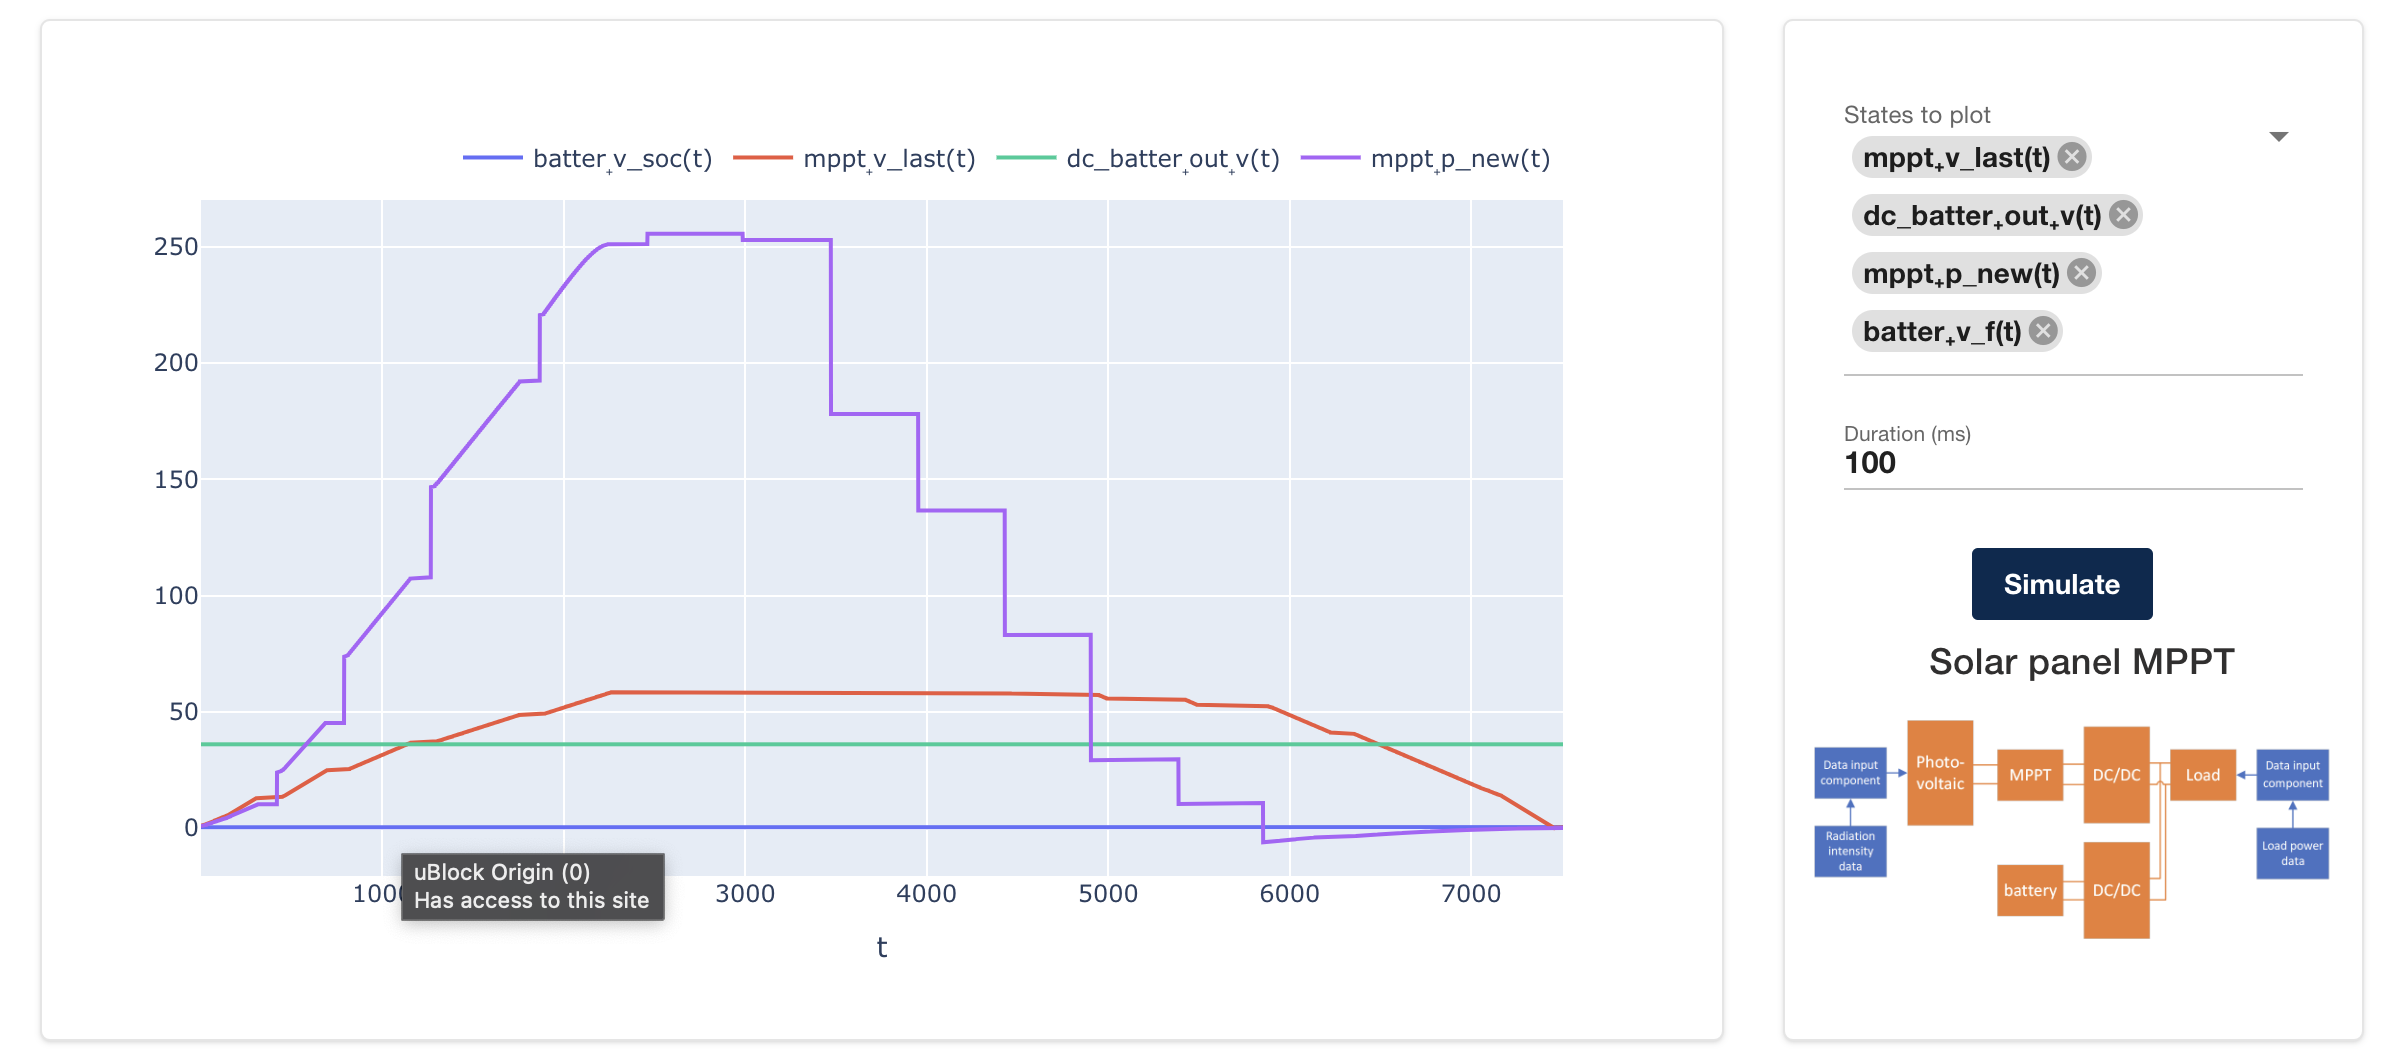 batter₊v_soc(t) mppt₊v_last(t) dc_batter₊out₊v(t) mppt₊p_new(t)
250
200
150
100
50
0
1000 3000 4000 5000 6000 7000
uBlock Origin (0)
Has access to this site
t
States to plot
mppt₊v_last(t)
dc_batter₊out₊v(t)
mppt₊p_new(t)
batter₊v_f(t)
Duration (ms)
100
Simulate
Solar panel MPPT
Data input
component
Radiation
intensity
data
Photo-
voltaic
MPPT
DC/DC
Load
Data input
component
Load power
data
battery
DC/DC